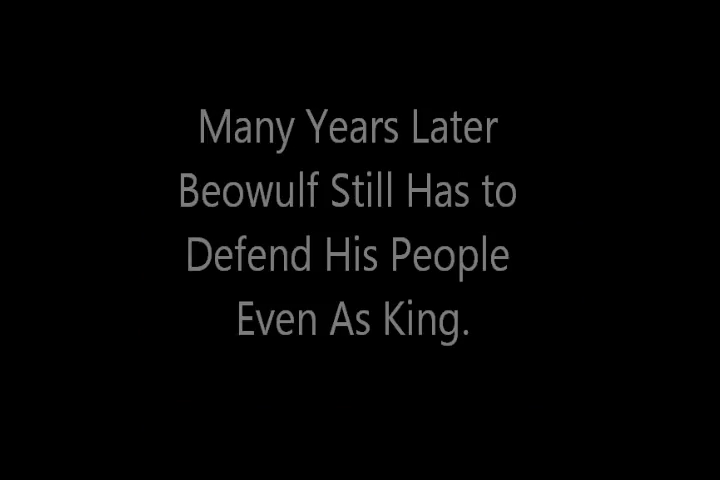 Many Years Later
Beowulf Still Has to
Defend His People
Even As King.